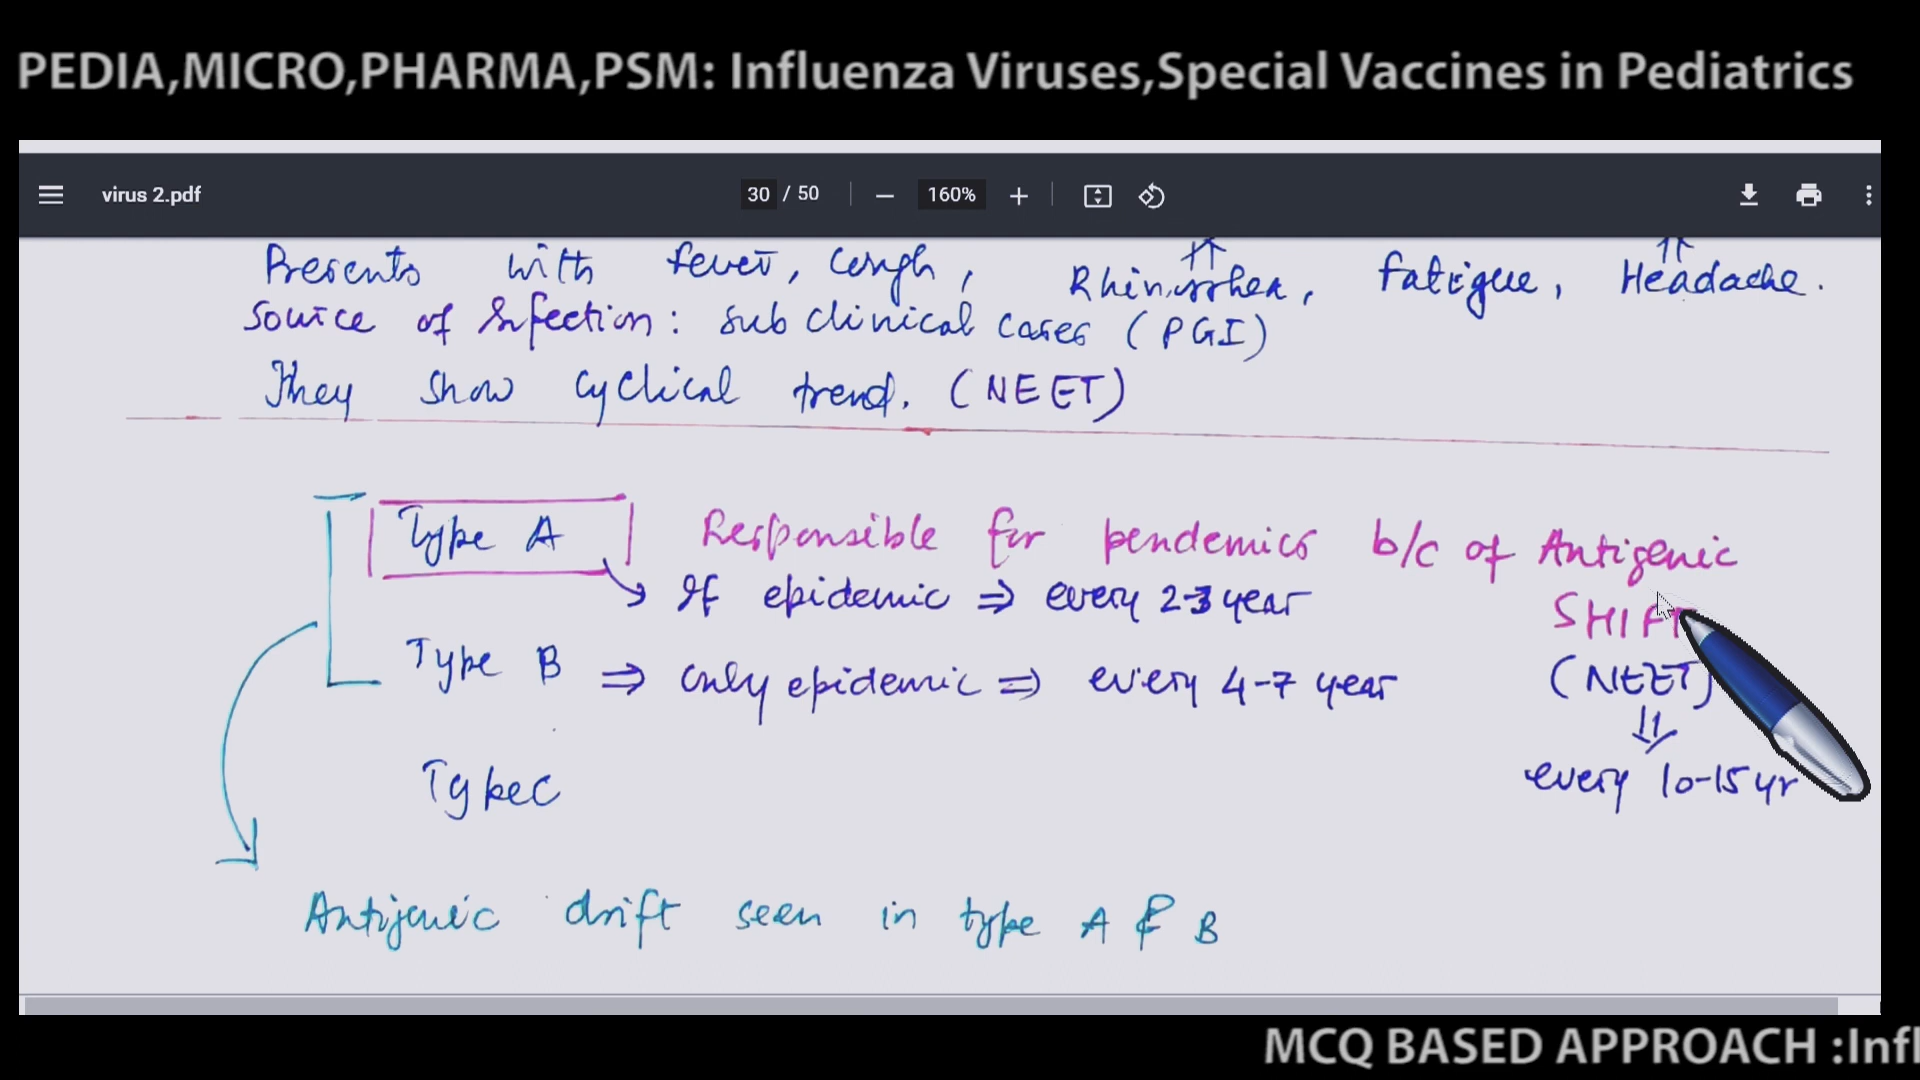 PEDIA,MICRO,PHARMA,PSM: Influenza Viruses,Special Vaccines in Pediatrics
virus 2.pdf
30 / 50
160%
Presents with fever, cough, Rhinorrhea, fatigue, Headache.
Source of Infection: sub clinical cases (PGI)
They show cyclical trend. (NEET)
Type A Responsible for pendemics b/c of Antigenic
SHIFT
If epidemic ⇒ every 2-3 year
(NEET)
Type B ⇒ only epidemic ⇒ every 4-7 year
every 10-15 yr
Type C
Antigenic drift seen in type A & B
MCQ BASED APPROACH :Infl